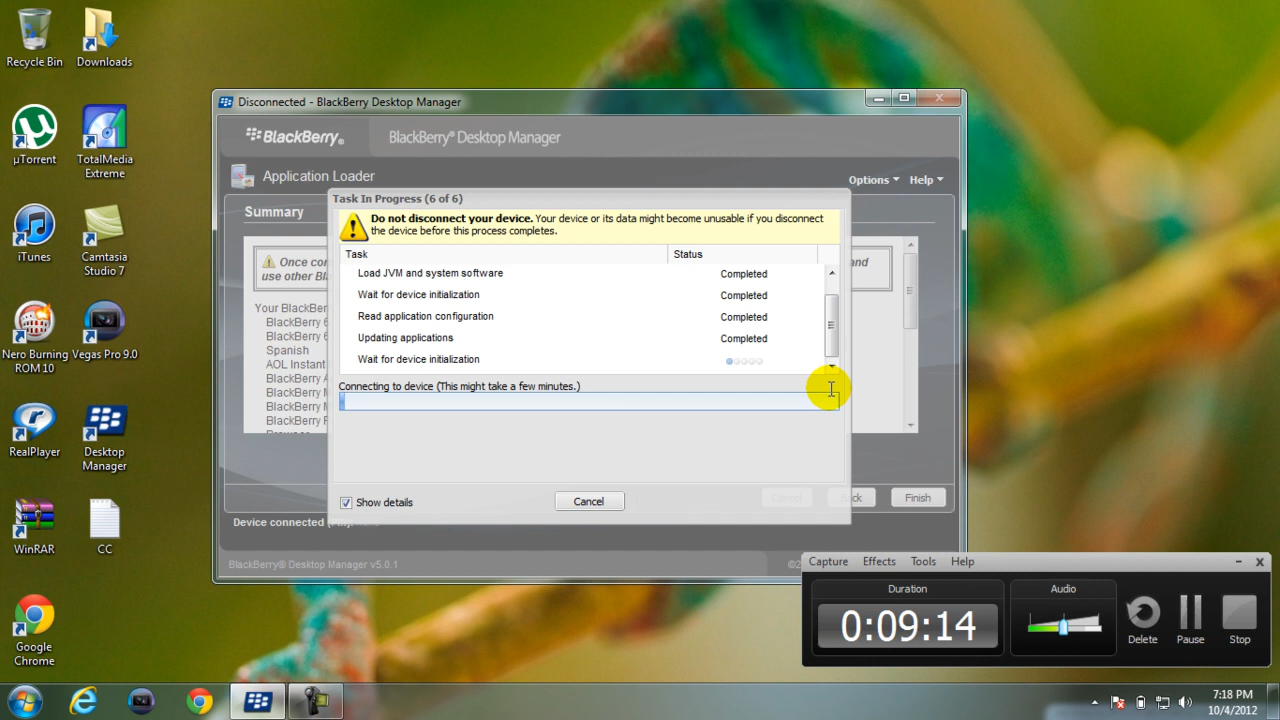 Recycle Bin
Downloads
µTorrent
TotalMedia
Extreme
iTunes
Camtasia
Studio 7
Nero Burning
ROM 10
Vegas Pro 9.0
RealPlayer
Desktop
Manager
WinRAR
CC
Google
Chrome
Disconnected - BlackBerry Desktop Manager
BlackBerry®
BlackBerry® Desktop Manager
Application Loader
Options
Help
Summary
Task In Progress (6 of 6)
Do not disconnect your device. Your device or its data might become unusable if you disconnect
the device before this process completes.
Task Status
Load JVM and system software Completed
Wait for device initialization Completed
Read application configuration Completed
Updating applications Completed
Wait for device initialization
Connecting to device (This might take a few minutes.)
Show details
Cancel
Once
and
use other
Your
BlackBerry
BlackBerry
Spanish
AOL Instant
BlackBerry
BlackBerry
BlackBerry
Cancel
Finish
Device connected
BlackBerry® Desktop Manager v5.0.1
Capture Effects Tools Help
Duration
0:09:14
Audio
Delete
Pause
Stop
7:18 PM
10/4/2012